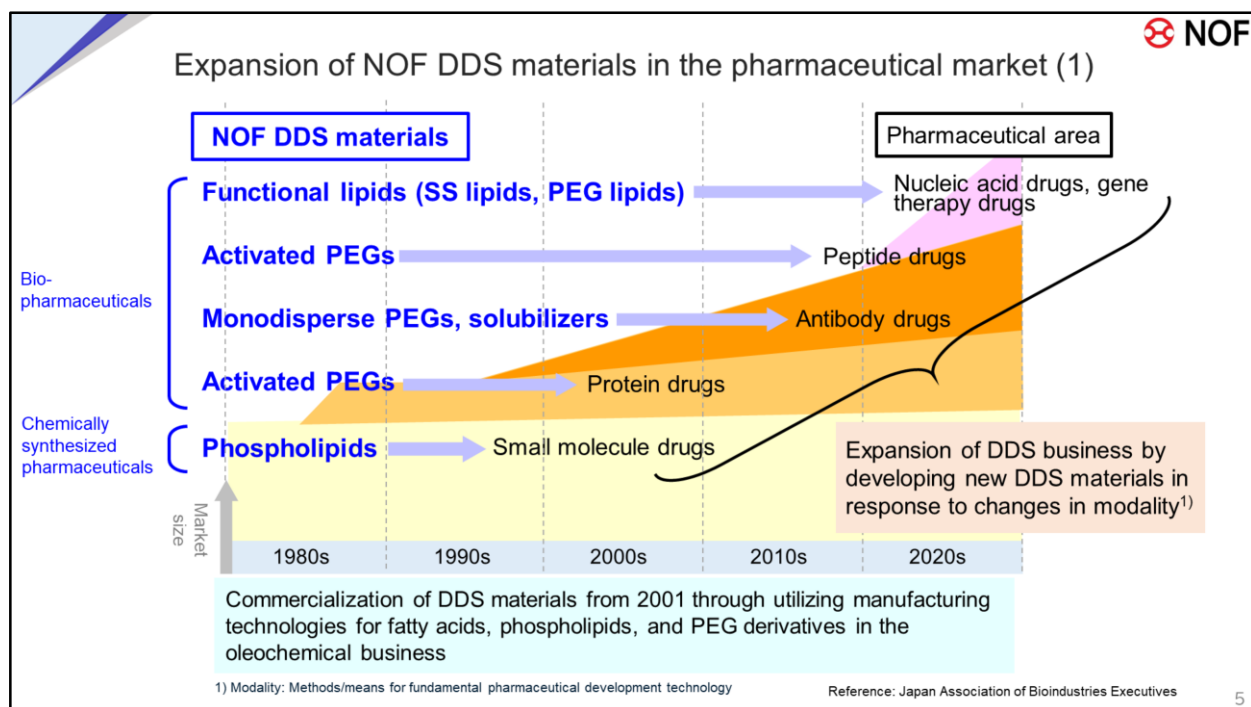 NOF
Expansion of NOF DDS materials in the pharmaceutical market (1)
NOF DDS materials
Pharmaceutical area
Functional lipids (SS lipids, PEG lipids)
Nucleic acid drugs, gene
therapy drugs
Activated PEGs
Peptide drugs
Bio-
pharmaceuticals
Monodisperse PEGs, solubilizers
Antibody drugs
Activated PEGs
Protein drugs
Chemically
synthesized
pharmaceuticals
Phospholipids
Small molecule drugs
Expansion of DDS business by
developing new DDS materials in
response to changes in modality1)
Market
size
1980s
1990s
2000s
2010s
2020s
Commercialization of DDS materials from 2001 through utilizing manufacturing
technologies for fatty acids, phospholipids, and PEG derivatives in the
oleochemical business
1) Modality: Methods/means for fundamental pharmaceutical development technology
Reference: Japan Association of Bioindustries Executives
5